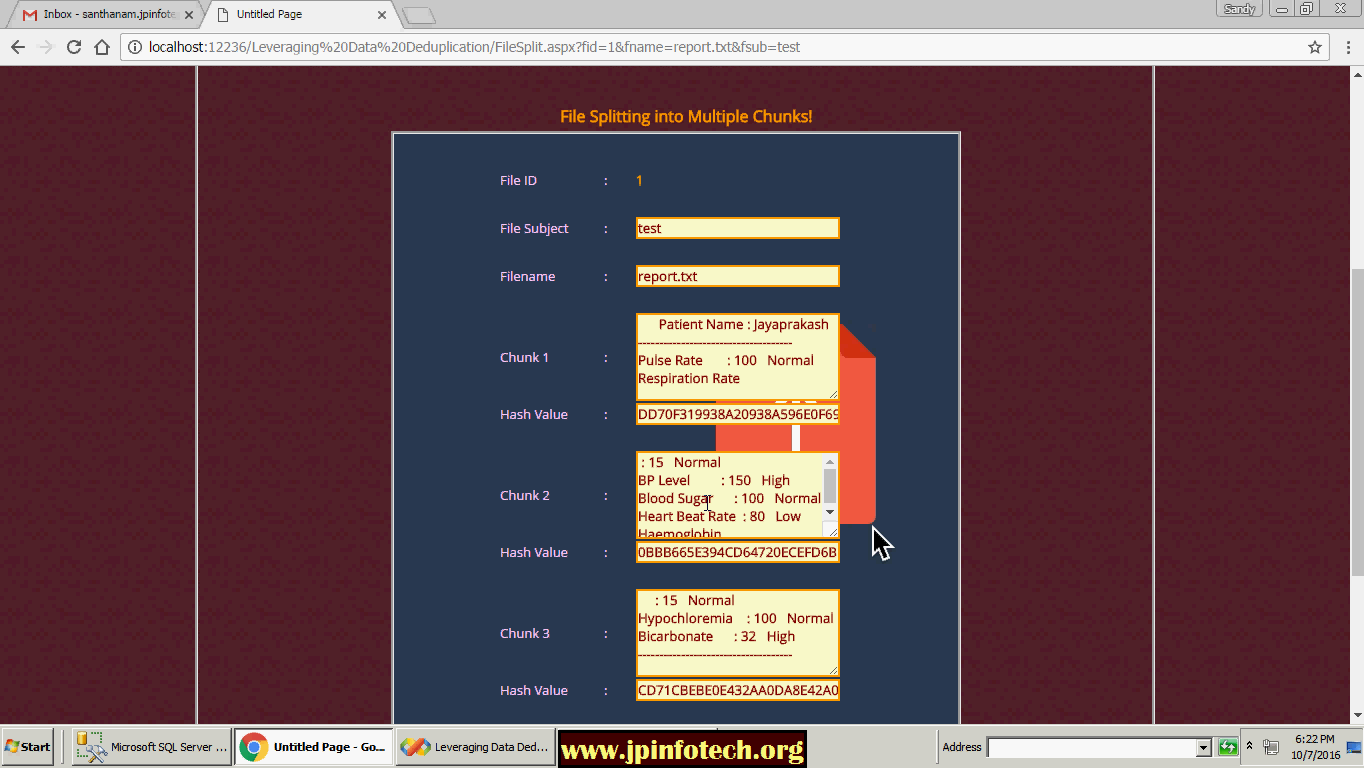 Inbox - santhanam.jpinfote
Untitled Page
Sandy
localhost:12236/Leveraging%20Data%20Deduplication/FileSplit.aspx?fid=1&fname=report.txt&fsub=test
File Splitting into Multiple Chunks!
File ID : 1
File Subject : test
Filename : report.txt
Chunk 1 :
Patient Name : Jayaprakash
------------------------------------
Pulse Rate : 100 Normal
Respiration Rate
Hash Value : DD70F319938A20938A596E0F69
Chunk 2 :
: 15 Normal
BP Level : 150 High
Blood Sugar : 100 Normal
Heart Beat Rate : 80 Low
Haemoglobin
Hash Value : 0BBB665E394CD64720ECEFD6B
Chunk 3 :
: 15 Normal
Hypochloremia : 100 Normal
Bicarbonate : 32 High
------------------------------------
Hash Value : CD71CBEBE0E432AA0DA8E42A0
Start
Microsoft SQL Server ...
Untitled Page - Go...
Leveraging Data Ded...
www.jpinfotech.org
Address
6:22 PM
10/7/2016